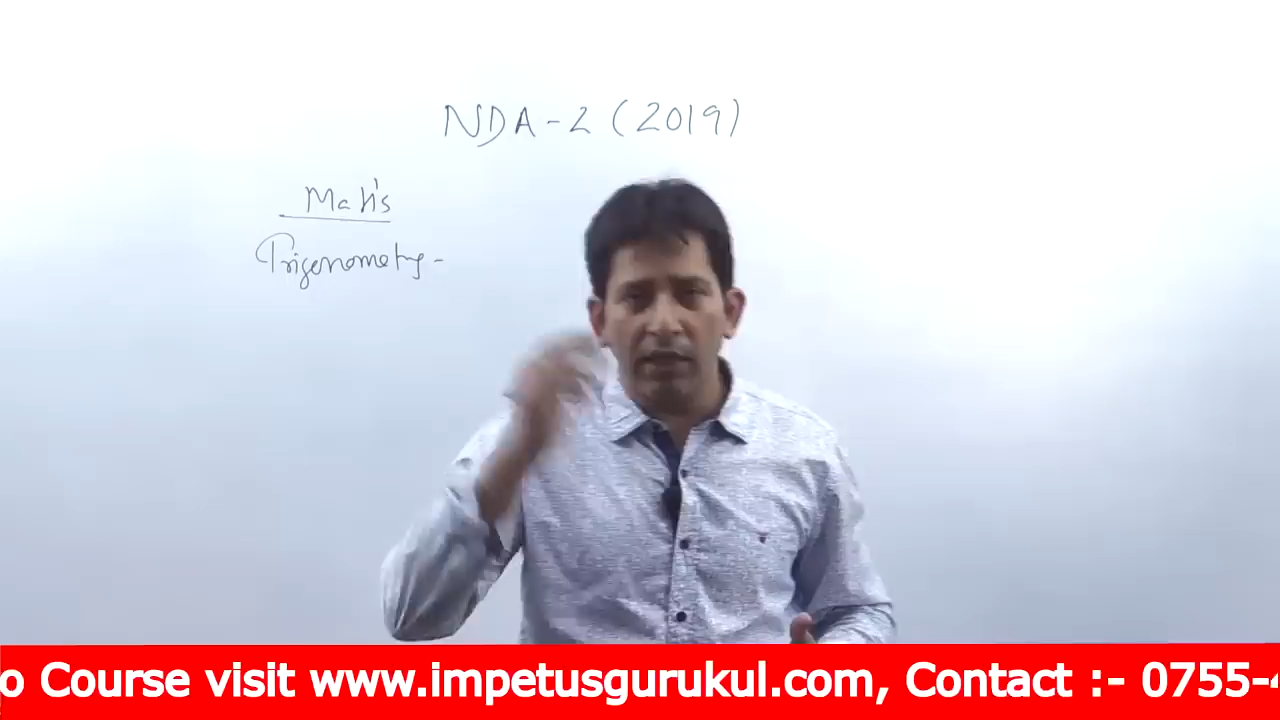 NDA-2 (2019)
Maths
Trigonometry-
o Course visit www.impetusgurukul.com, Contact :- 0755-4